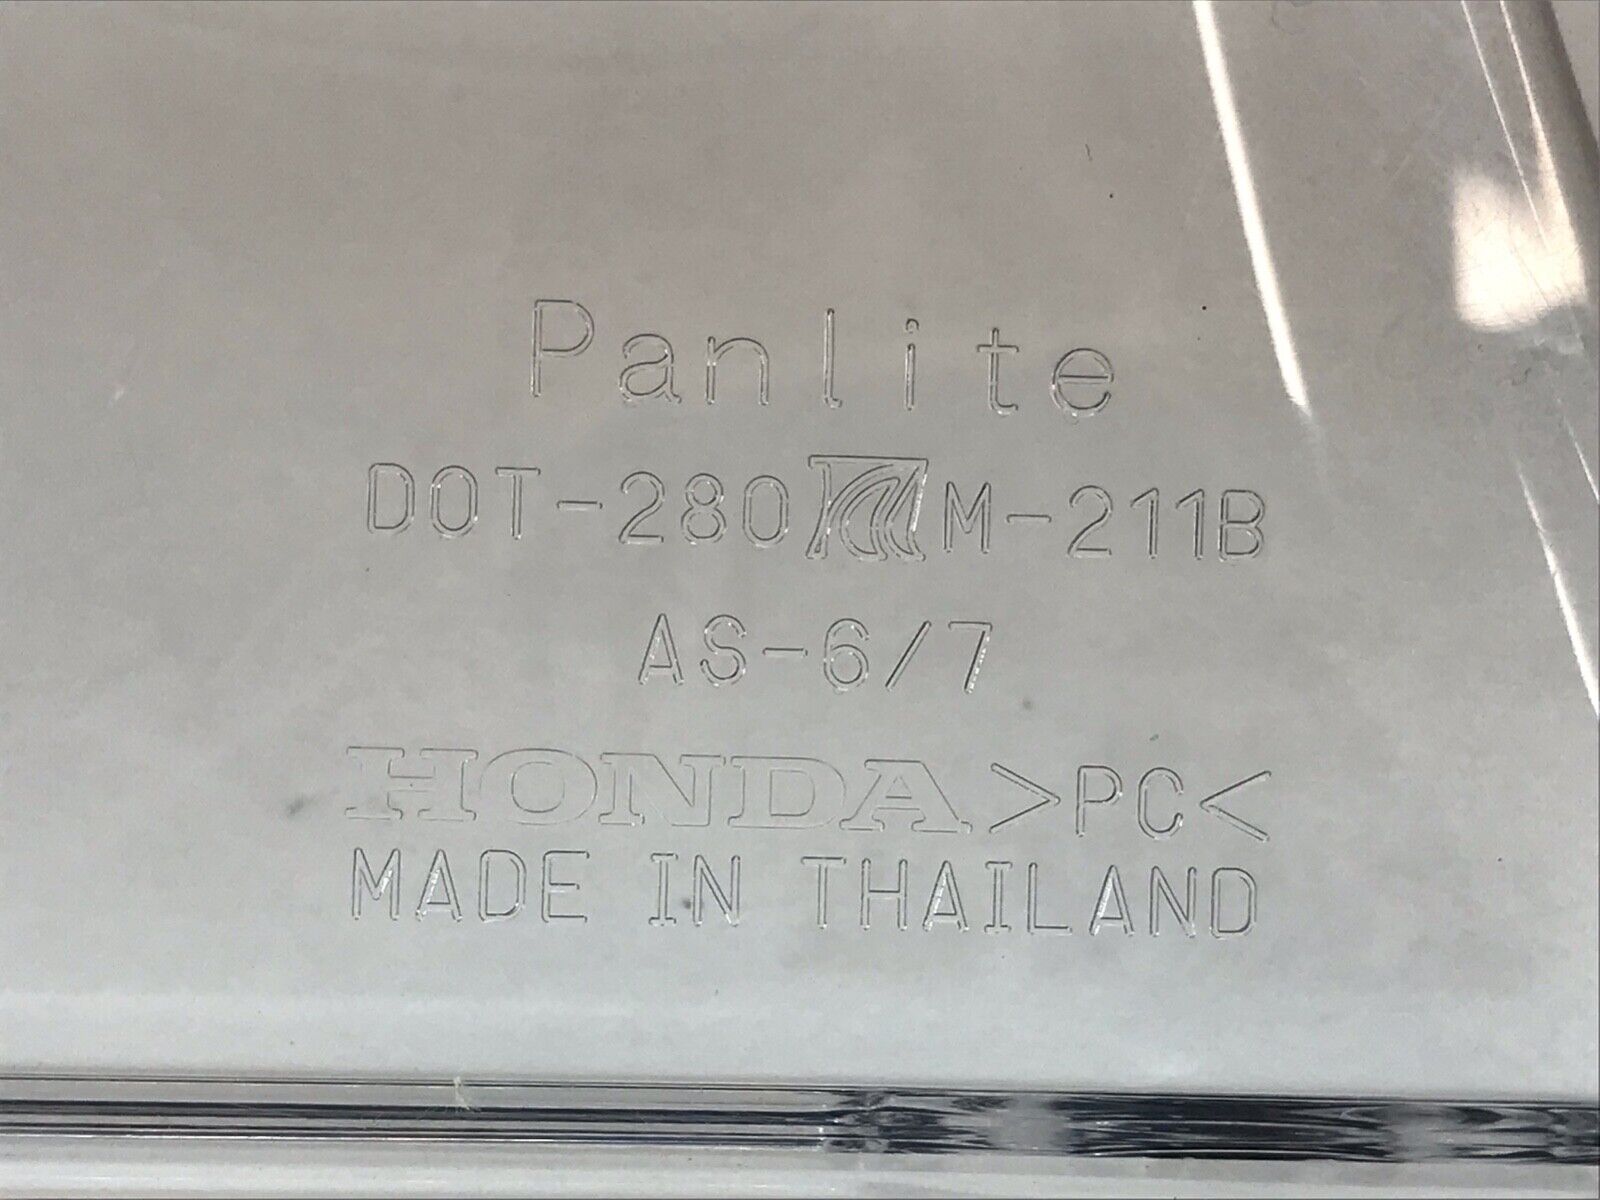 Panlite
DOT-280 M-211B
AS-6/7
HONDA >PC<
MADE IN THAILAND